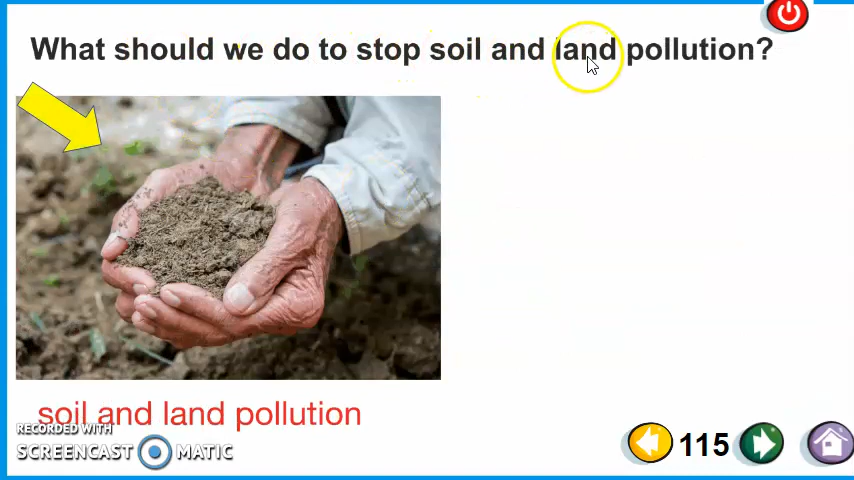 What should we do to stop soil and land pollution?
soil and land pollution
RECORDED WITH
SCREENCAST MATIC
115